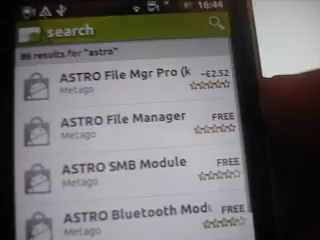 16:44
search
86 results for "astro"
ASTRO File Mgr Pro (k ~£2.52
Metago
ASTRO File Manager FREE
Metago
ASTRO SMB Module FREE
Metago
ASTRO Bluetooth Modu FREE
Metago